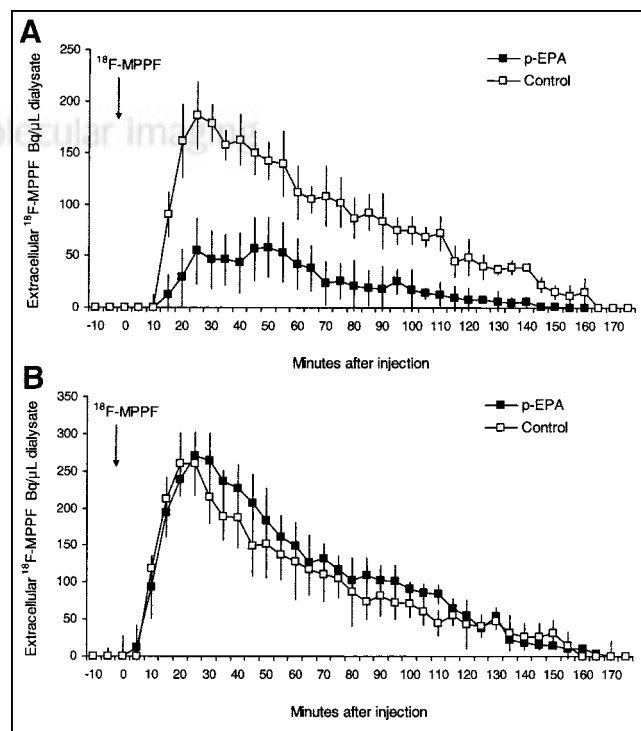 A
¹⁸F-MPPF
p-EPA
Control
Extracellular ¹⁸F-MPPF Bq/µL dialysate
250
200
150
100
50
0
-10 0 10 20 30 40 50 60 70 80 90 100 110 120 130 140 150 160 170
Minutes after injection
lecular imaging
B
¹⁸F-MPPF
p-EPA
Control
Extracellular ¹⁸F-MPPF Bq/µL dialysate
350
300
250
200
150
100
50
0
-10 0 10 20 30 40 50 60 70 80 90 100 110 120 130 140 150 170
Minutes after injection